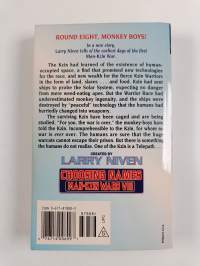 ROUND EIGHT, MONKEY BOYS!
In a new story,
Larry Niven tells of the earliest days of the first
Man-Kzin War.
The Kzin had learned of the existence of human-
occupied space, a find that promised new technologies
for the race, and new wealth for the fierce Kzin Warriors
in the form of land, slaves . . . and food. Kzin had sent
ships to probe the Solar System, expecting no danger
from mere weed-eating apes. But the Warrior Race had
underestimated monkey ingenuity, and the ships were
destroyed by "peaceful" technology the humans had
hurriedly changed into weaponry.
The surviving Kzin have been caged and are being
studied. "For you, the war is over," the monkey-boys have
told the Kzin. Incomprehensible to the Kzin, for whom
war is never over. The humans are sure that the huge
warcats cannot escape their prison. But there is something
the humans do not realize. One of the Kzin is a Telepath.
CREATED BY
LARRY NIVEN
CHOOSING NAMES
MAN-KZIN WARS VIII